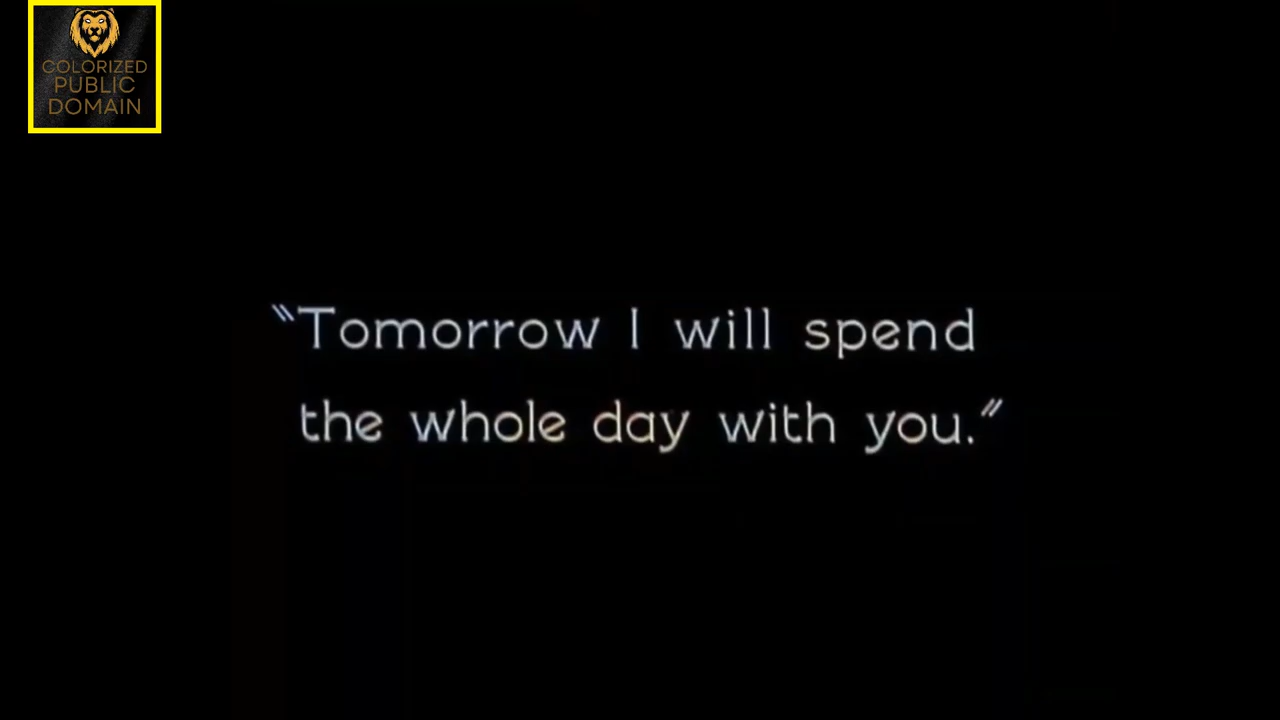 COLORIZED
PUBLIC
DOMAIN
“Tomorrow I will spend
the whole day with you.”